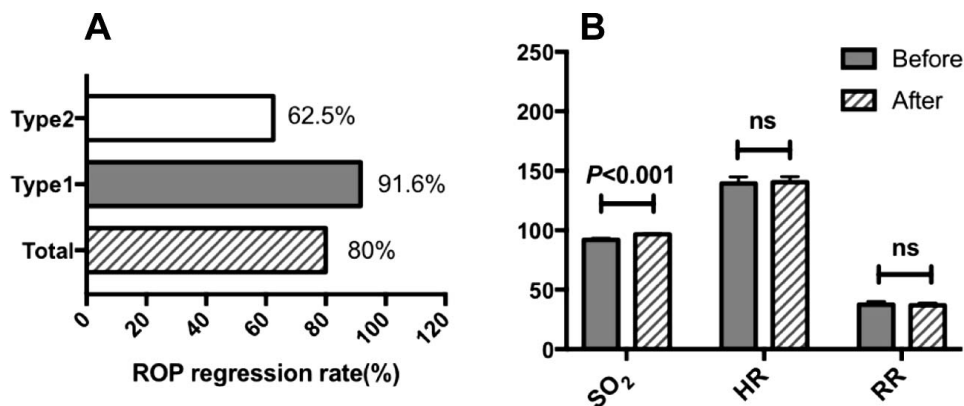 A
Type2
62.5%
Type1
91.6%
Total
80%
0
20
40
60
80
100
120
ROP regression rate(%)
B
250
200
150
100
50
0
Before
After
P<0.001
ns
ns
SO₂
HR
RR